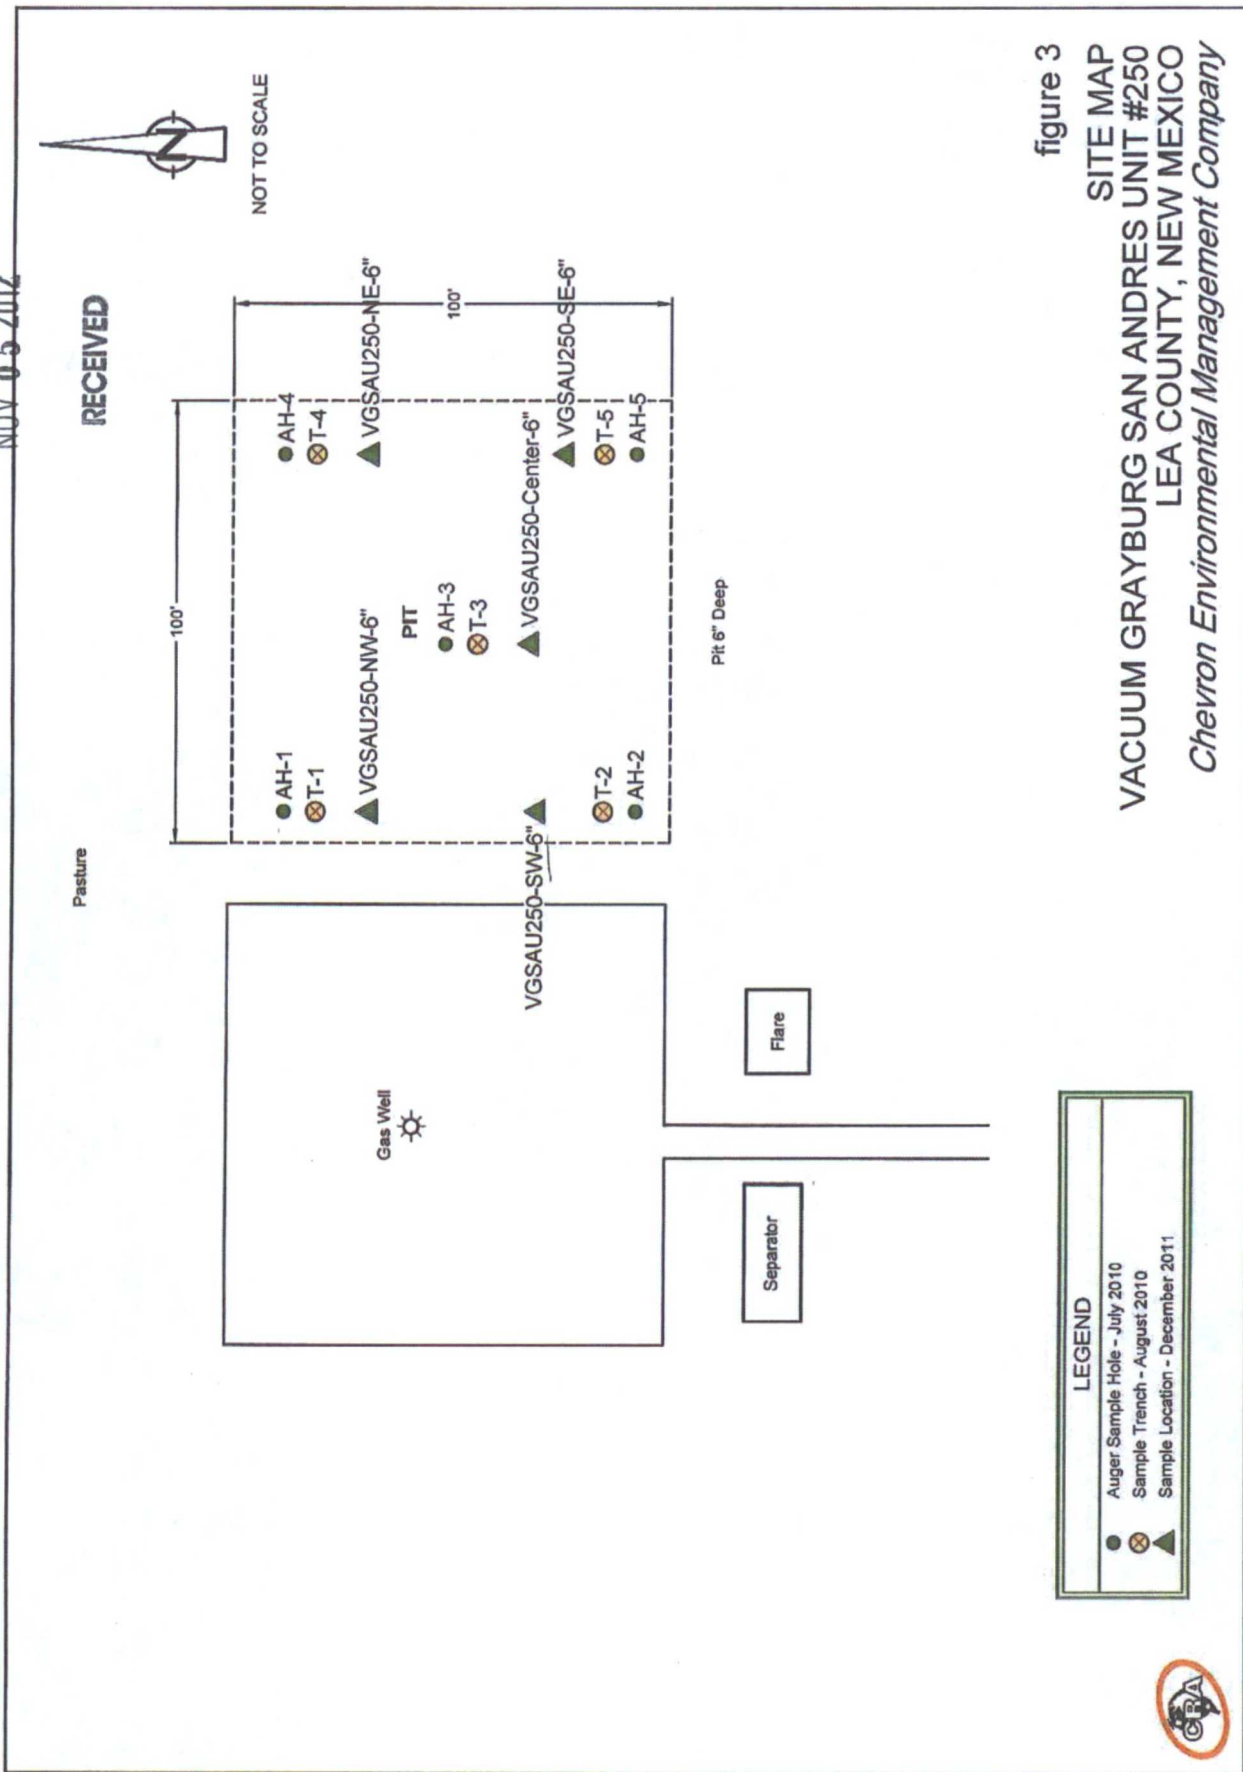 NOV 05 2012
RECEIVED
NOT TO SCALE
N
Pasture
100'
100'
AH-1
T-1
VGSAU250-NW-6"
AH-4
T-4
VGSAU250-NE-6"
PIT
AH-3
T-3
VGSAU250-Center-6"
VGSAU250-SW-6"
T-2
AH-2
VGSAU250-SE-6"
T-5
AH-5
Pit 6" Deep
Gas Well
Separator
Flare
LEGEND
Auger Sample Hole - July 2010
Sample Trench - August 2010
Sample Location - December 2011
figure 3
SITE MAP
VACUUM GRAYBURG SAN ANDRES UNIT #250
LEA COUNTY, NEW MEXICO
Chevron Environmental Management Company
CRA